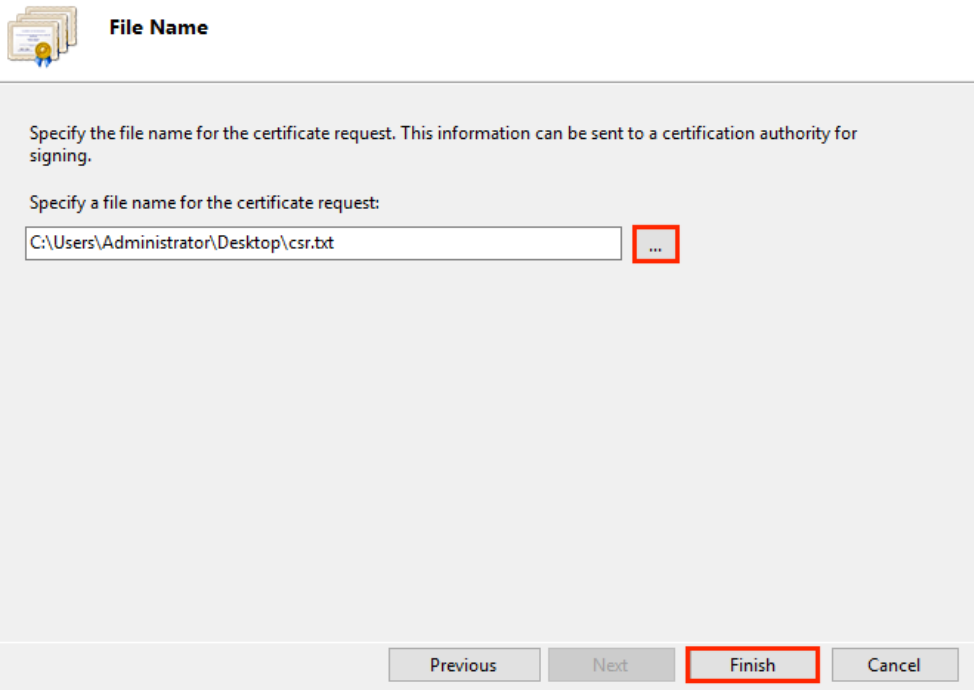 File Name
Specify the file name for the certificate request. This information can be sent to a certification authority for
signing.
Specify a file name for the certificate request:
C:\Users\Administrator\Desktop\csr.txt
...
Previous
Next
Finish
Cancel